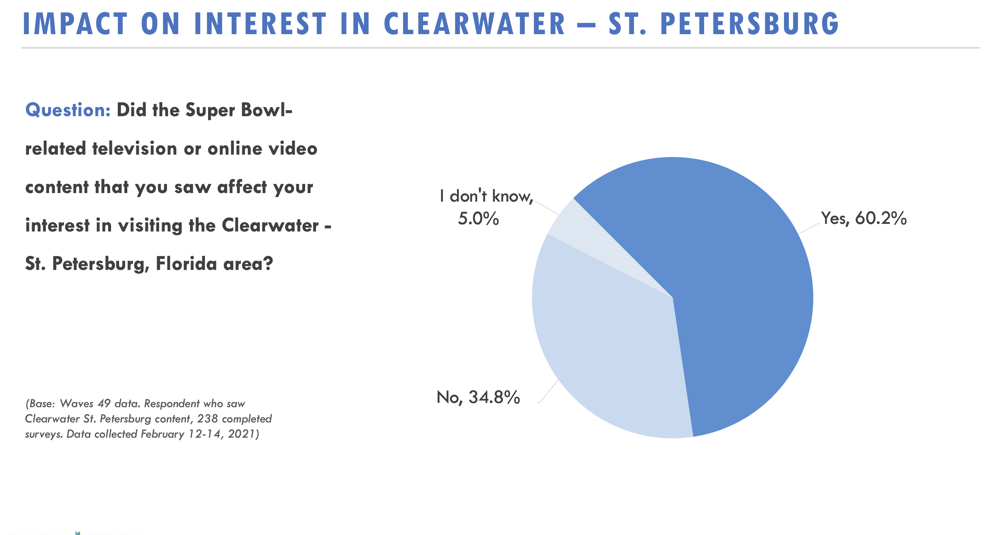 IMPACT ON INTEREST IN CLEARWATER – ST. PETERSBURG
Question: Did the Super Bowl-
related television or online video
content that you saw affect your
interest in visiting the Clearwater -
St. Petersburg, Florida area?
I don't know,
5.0%
Yes, 60.2%
No, 34.8%
(Base: Waves 49 data. Respondent who saw
Clearwater St. Petersburg content, 238 completed
surveys. Data collected February 12-14, 2021)